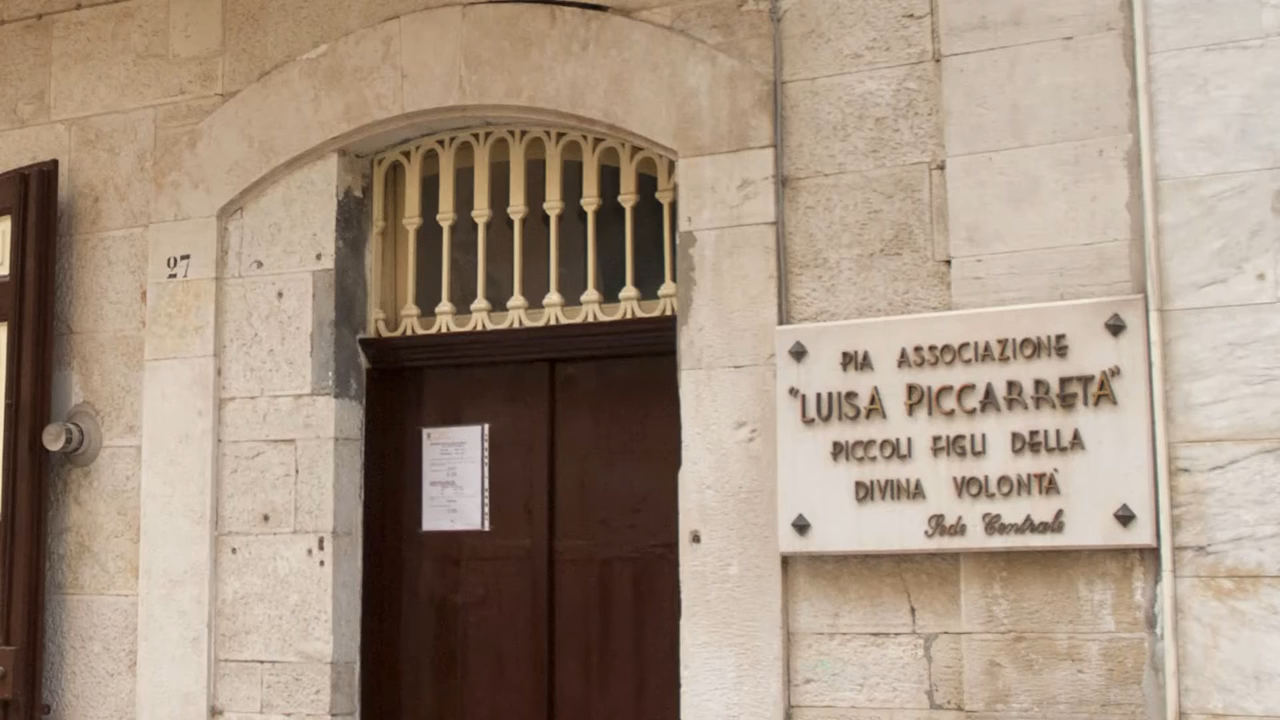 27
PIA ASSOCIAZIONE
"LUISA PICCARRETA"
PICCOLI FIGLI DELLA
DIVINA VOLONTÀ
Sede Centrale